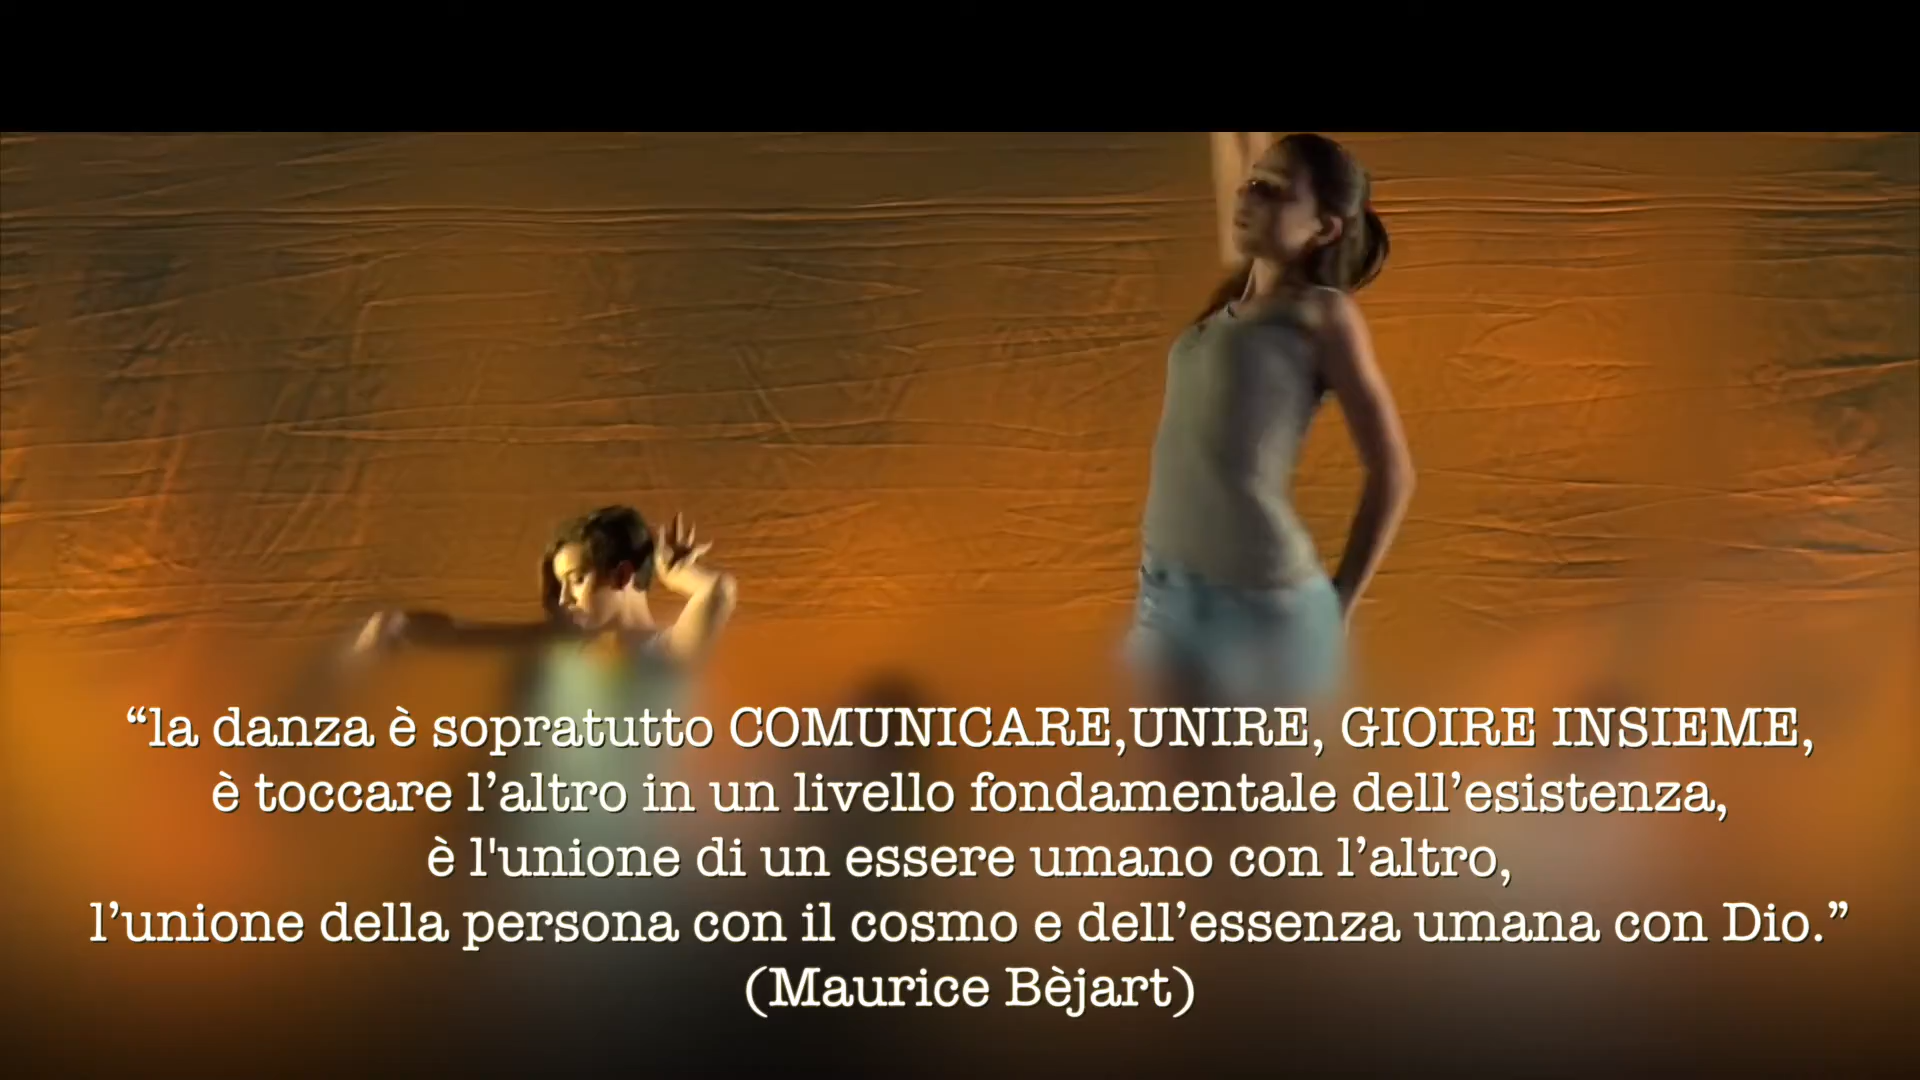 “la danza è sopratutto COMUNICARE,UNIRE, GIOIRE INSIEME,
è toccare l’altro in un livello fondamentale dell’esistenza,
è l'unione di un essere umano con l’altro,
l’unione della persona con il cosmo e dell’essenza umana con Dio.”
(Maurice Bèjart)